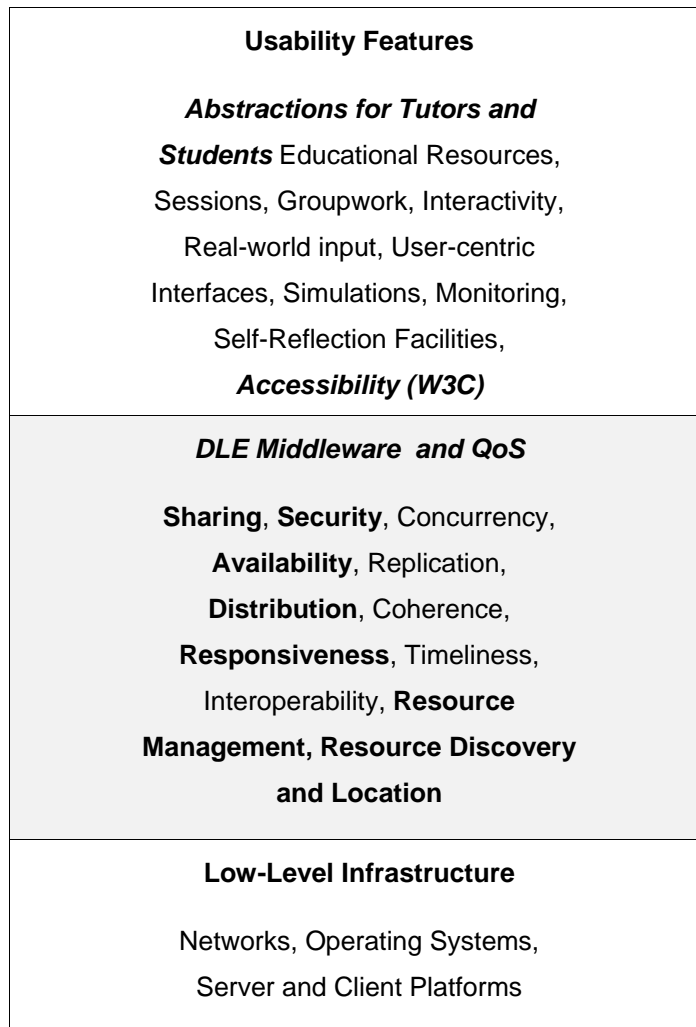 Usability Features
Abstractions for Tutors and
Students Educational Resources,
Sessions, Groupwork, Interactivity,
Real-world input, User-centric
Interfaces, Simulations, Monitoring,
Self-Reflection Facilities,
Accessibility (W3C)
DLE Middleware and QoS
Sharing, Security, Concurrency,
Availability, Replication,
Distribution, Coherence,
Responsiveness, Timeliness,
Interoperability, Resource
Management, Resource Discovery
and Location
Low-Level Infrastructure
Networks, Operating Systems,
Server and Client Platforms